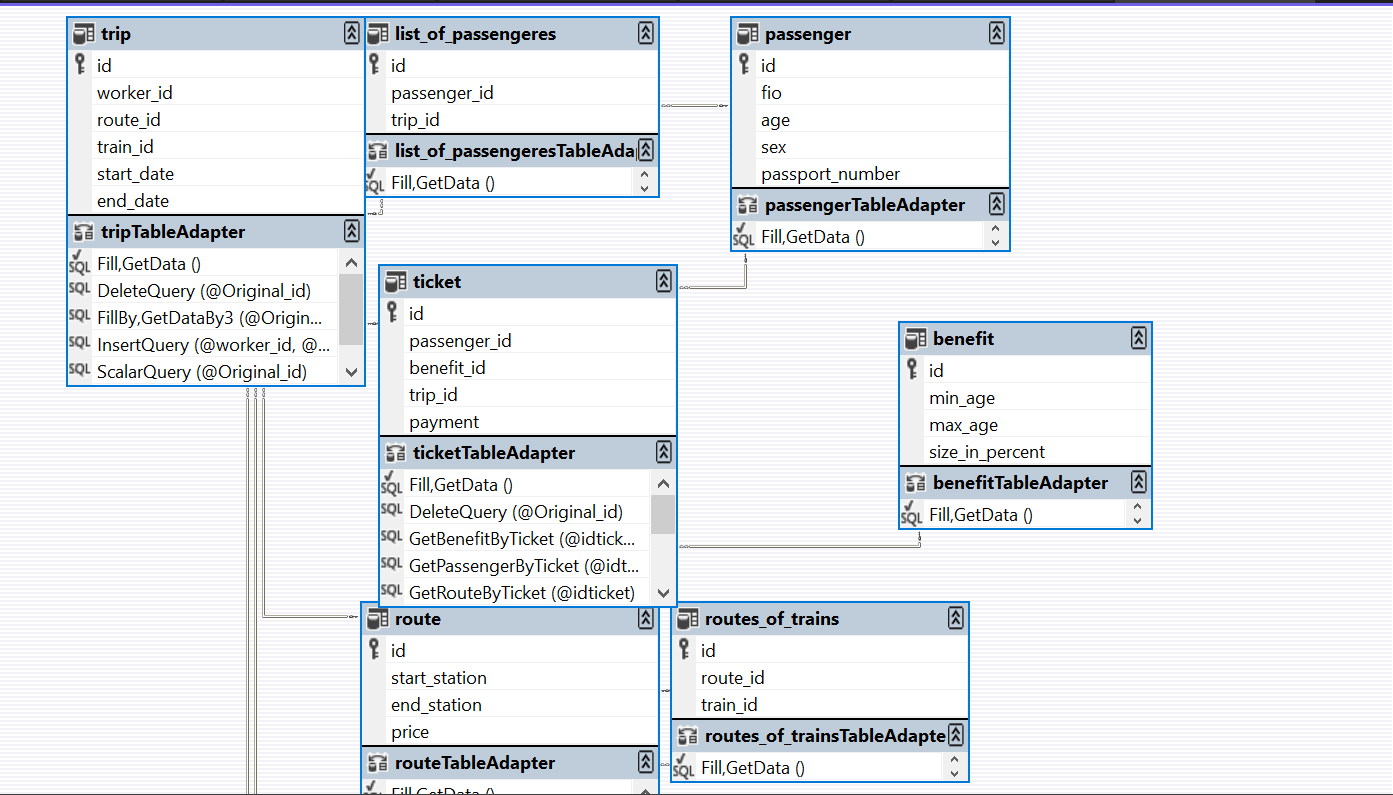 trip
id
worker_id
route_id
train_id
start_date
end_date
tripTableAdapter
Fill,GetData ()
DeleteQuery (@Original_id)
FillBy,GetDataBy3 (@Origin...
InsertQuery (@worker_id, @...
ScalarQuery (@Original_id)
list_of_passengeres
id
passenger_id
trip_id
list_of_passengeresTableAda
Fill,GetData ()
passenger
id
fio
age
sex
passport_number
passengerTableAdapter
Fill,GetData ()
ticket
id
passenger_id
benefit_id
trip_id
payment
ticketTableAdapter
Fill,GetData ()
DeleteQuery (@Original_id)
GetBenefitByTicket (@idtick...
GetPassengerByTicket (@idt...
GetRouteByTicket (@idticket)
benefit
id
min_age
max_age
size_in_percent
benefitTableAdapter
Fill,GetData ()
route
id
start_station
end_station
price
routeTableAdapter
Fill,GetData ()
routes_of_trains
id
route_id
train_id
routes_of_trainsTableAdapte
Fill,GetData ()